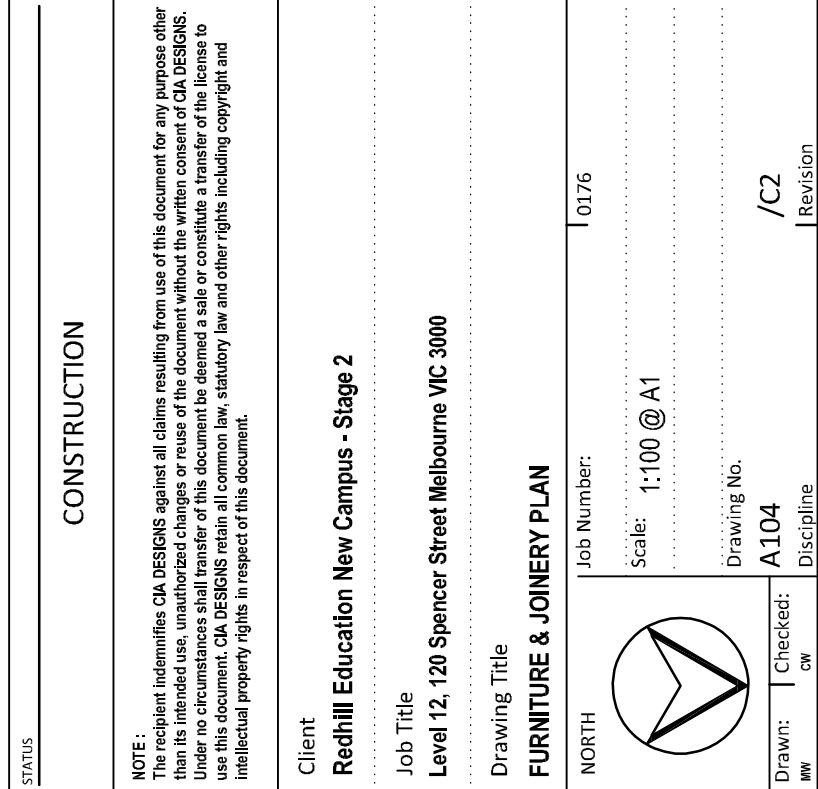 STATUS
CONSTRUCTION
NOTE :
The recipient indemnifies CIA DESIGNS against all claims resulting from use of this document for any purpose other
than its intended use, unauthorized changes or reuse of the document without the written consent of CIA DESIGNS.
Under no circumstances shall transfer of this document be deemed a sale or constitute a transfer of the license to
use this document. CIA DESIGNS retain all common law, statutory law and other rights including copyright and
intellectual property rights in respect of this document.
Client
Redhill Education New Campus - Stage 2
Job Title
Level 12, 120 Spencer Street Melbourne VIC 3000
Drawing Title
FURNITURE & JOINERY PLAN
NORTH
Job Number: 0176
Scale: 1:100 @ A1
Drawing No.
A104 /C2
Discipline Revision
Drawn: Checked:
MW CW